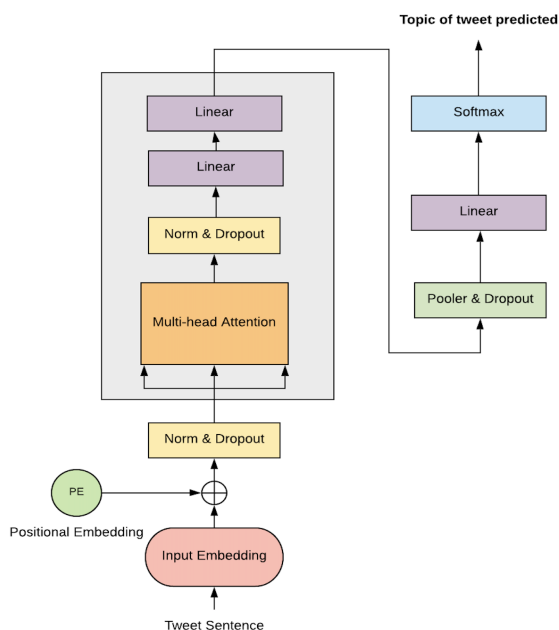 Topic of tweet predicted
Linear
Softmax
Linear
Linear
Norm & Dropout
Pooler & Dropout
Multi-head Attention
Norm & Dropout
PE
Positional Embedding
Input Embedding
Tweet Sentence